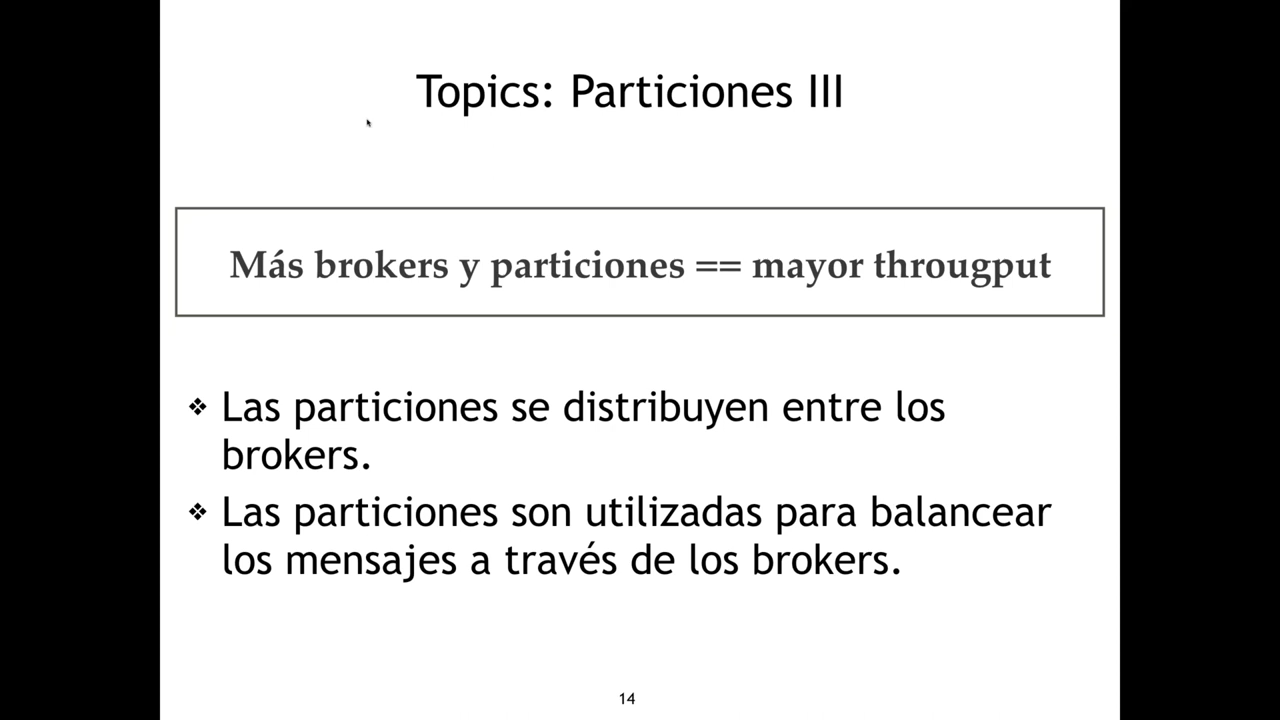 Topics: Particiones III
Más brokers y particiones == mayor througput
❖ Las particiones se distribuyen entre los
brokers.
❖ Las particiones son utilizadas para balancear
los mensajes a través de los brokers.
14